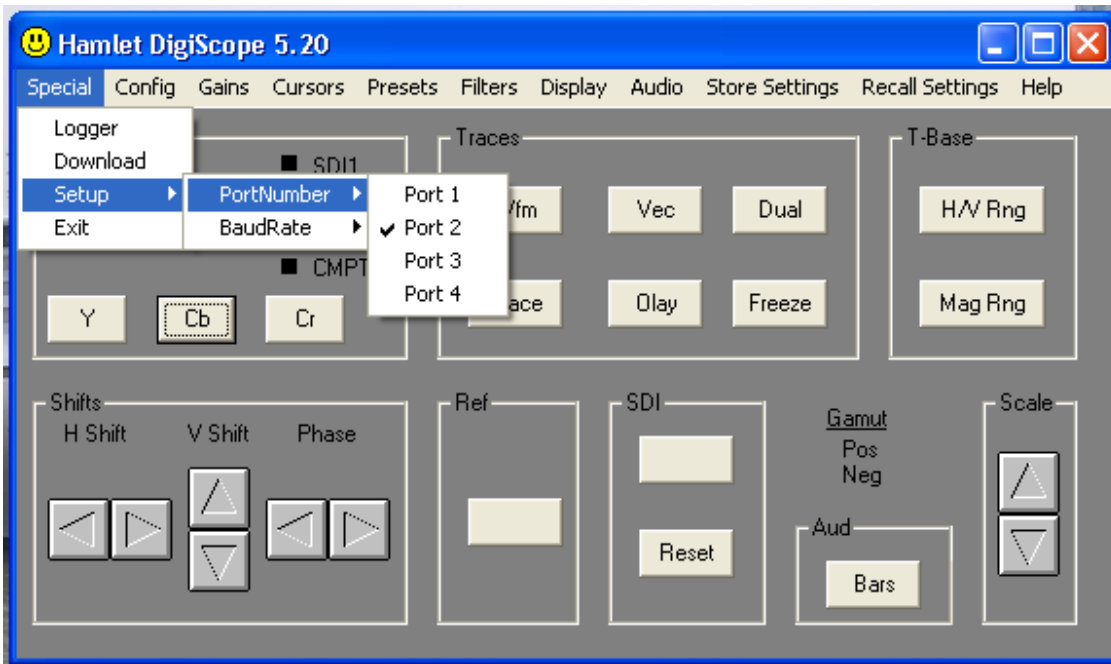 Hamlet DigiScope 5.20
Special Config Gains Cursors Presets Filters Display Audio Store Settings Recall Settings Help
Logger
Download
Setup
Exit
PortNumber
BaudRate
Port 1
Port 2
Port 3
Port 4
SDI1
CMPT
Y
Cb
Cr
Traces
Vec
Dual
Olay
Freeze
T-Base
H/V Rng
Mag Rng
Shifts
H Shift
V Shift
Phase
Ref
SDI
Reset
Gamut
Pos
Neg
Aud
Bars
Scale